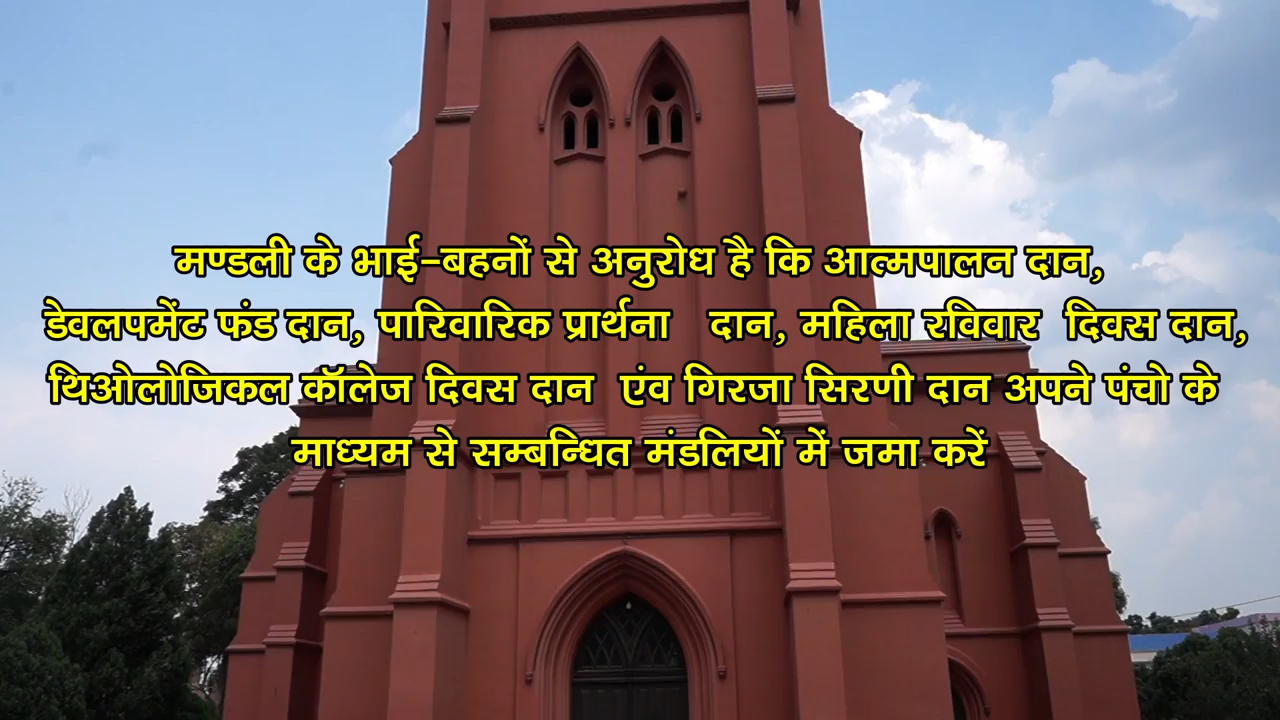 मण्डली के भाई-बहनों से अनुरोध है कि आत्मपालन दान,
डेवलपमेंट फंड दान, पारिवारिक प्रार्थना दान, महिला रविवार दिवस दान,
थिओलोजिकल कॉलेज दिवस दान एंव गिरजा सिरणी दान अपने पंचो के
माध्यम से सम्बन्धित मंडलियों में जमा करें